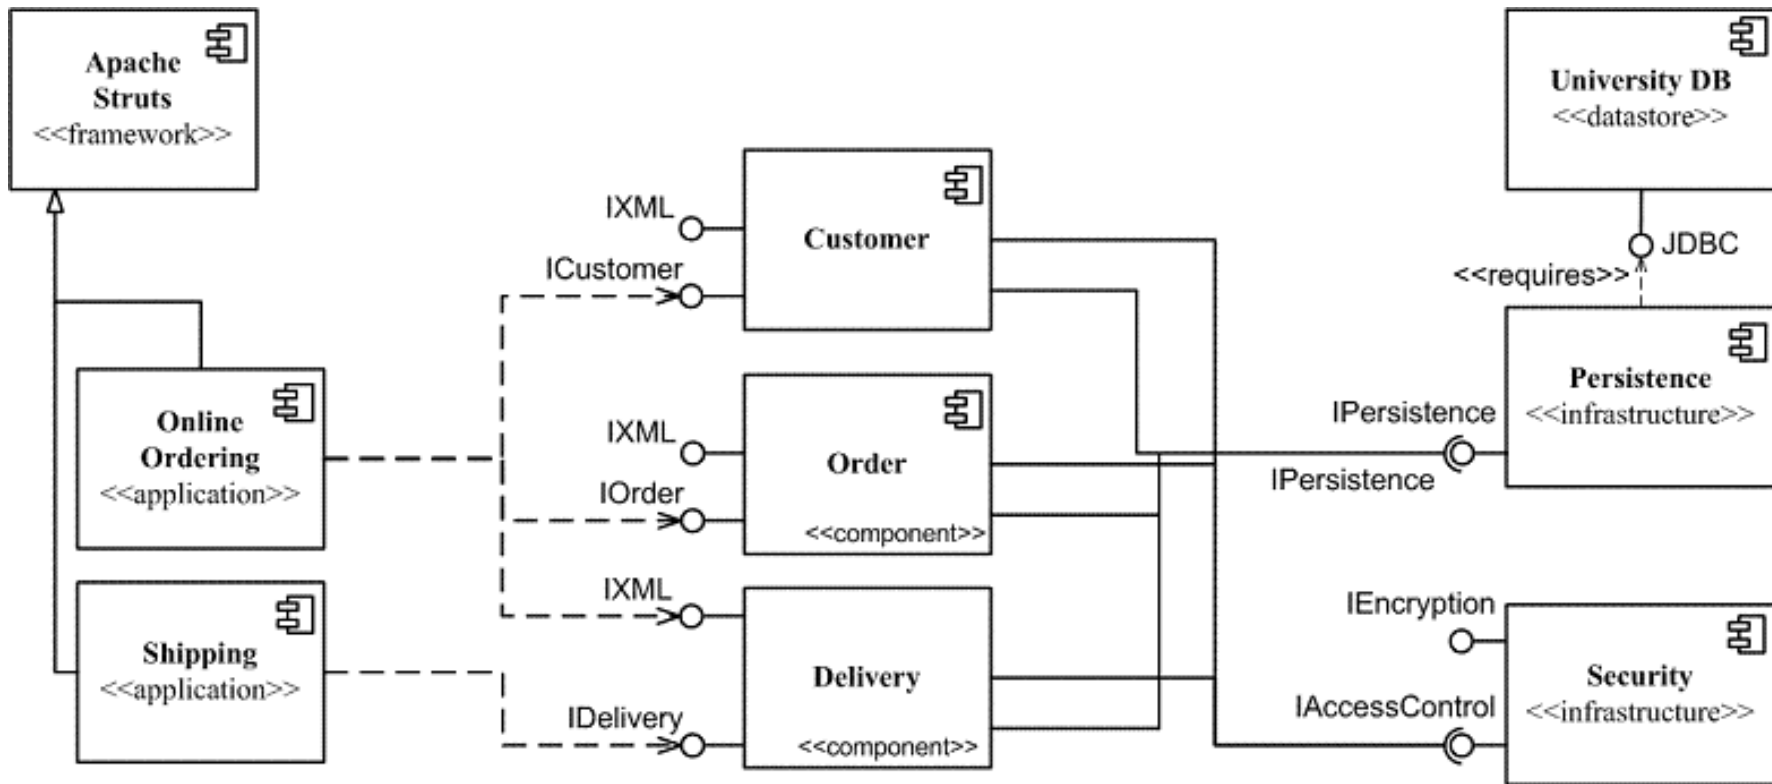 Apache
Struts
<<framework>>
University DB
<<datastore>>
JDBC
<<requires>>
IXML
ICustomer
Customer
Persistence
<<infrastructure>>
IPersistence
IPersistence
Online
Ordering
<<application>>
IXML
IOrder
Order
<<component>>
Shipping
<<application>>
IXML
IDelivery
Delivery
<<component>>
IEncryption
IAccessControl
Security
<<infrastructure>>